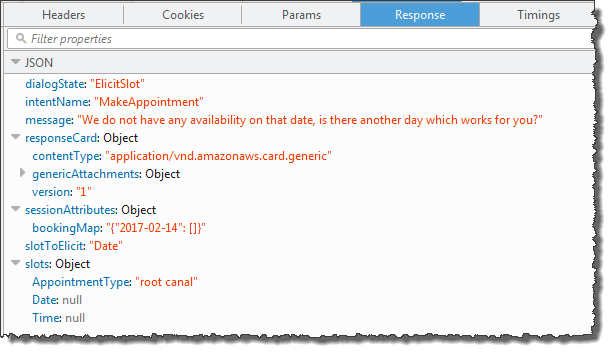 Headers Cookies Params Response Timings
Filter properties
JSON
dialogState: "ElicitSlot"
intentName: "MakeAppointment"
message: "We do not have any availability on that date, is there another day which works for you?"
responseCard: Object
contentType: "application/vnd.amazonaws.card.generic"
genericAttachments: Object
version: "1"
sessionAttributes: Object
bookingMap: "{"2017-02-14": []}"
slotToElicit: "Date"
slots: Object
AppointmentType: "root canal"
Date: null
Time: null